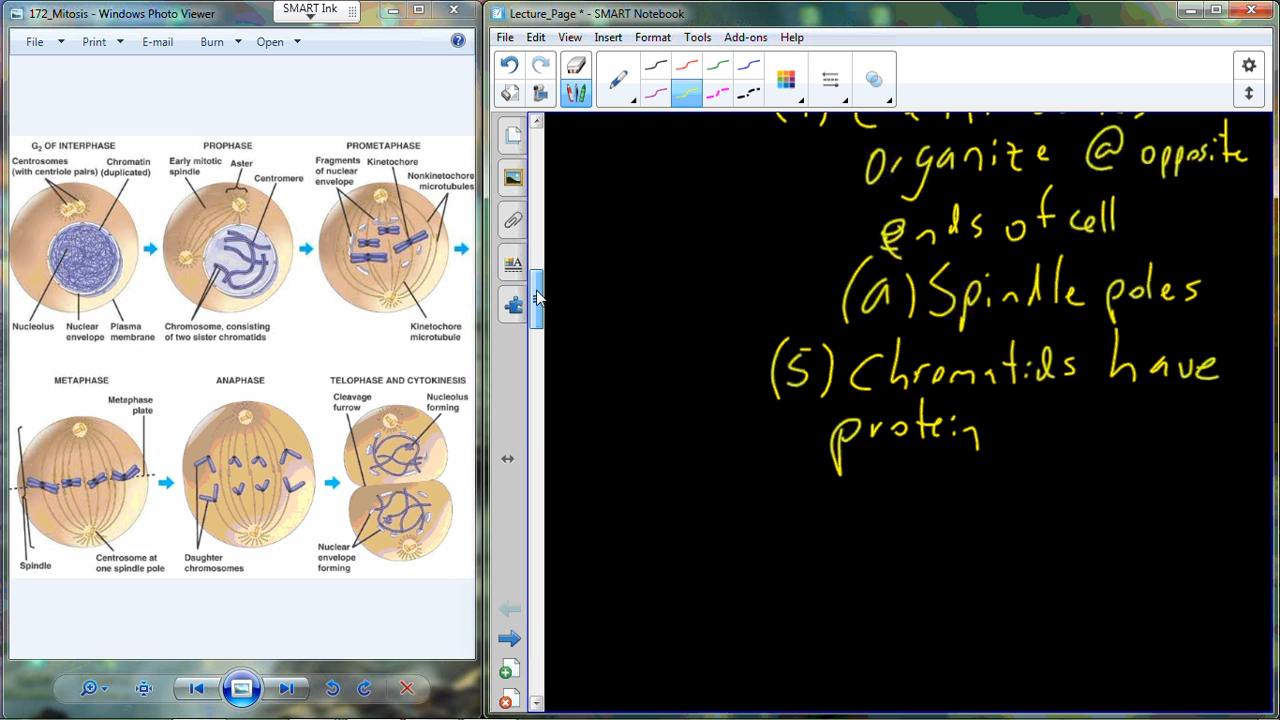 172_Mitosis - Windows Photo Viewer
SMART Ink
File Print E-mail Burn Open
G2 OF INTERPHASE
Centrosomes
(with centriole pairs)
Chromatin
(duplicated)
Nucleolus
Nuclear
envelope
Plasma
membrane
PROPHASE
Early mitotic
spindle
Aster
Centromere
Chromosome, consisting
of two sister chromatids
PROMETAPHASE
Fragments
of nuclear
envelope
Kinetochore
Nonkinetochore
microtubules
Kinetochore
microtubule
METAPHASE
Metaphase
plate
Spindle
Centrosome at
one spindle pole
ANAPHASE
Daughter
chromosomes
TELOPHASE AND CYTOKINESIS
Cleavage
furrow
Nucleolus
forming
Nuclear
envelope
forming
Lecture_Page * - SMART Notebook
File Edit View Insert Format Tools Add-ons Help
organize @ opposite
ends of cell
(a) Spindle poles
(5) Chromatids have
protein